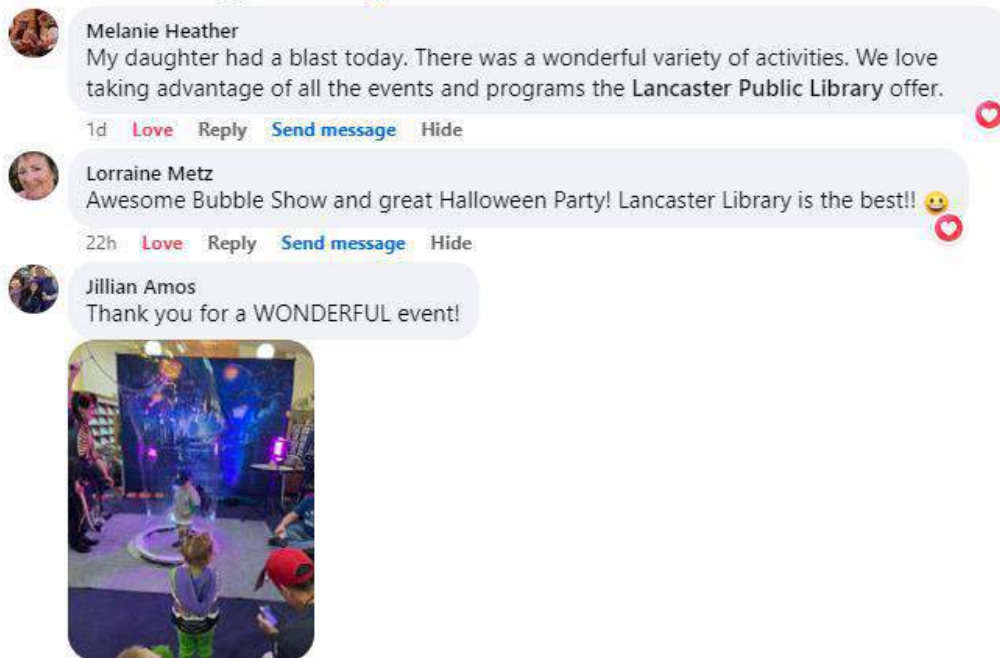 Melanie Heather
My daughter had a blast today. There was a wonderful variety of activities. We love
taking advantage of all the events and programs the Lancaster Public Library offer.
1d Love Reply Send message Hide
Lorraine Metz
Awesome Bubble Show and great Halloween Party! Lancaster Library is the best!! 😀
22h Love Reply Send message Hide
Jillian Amos
Thank you for a WONDERFUL event!